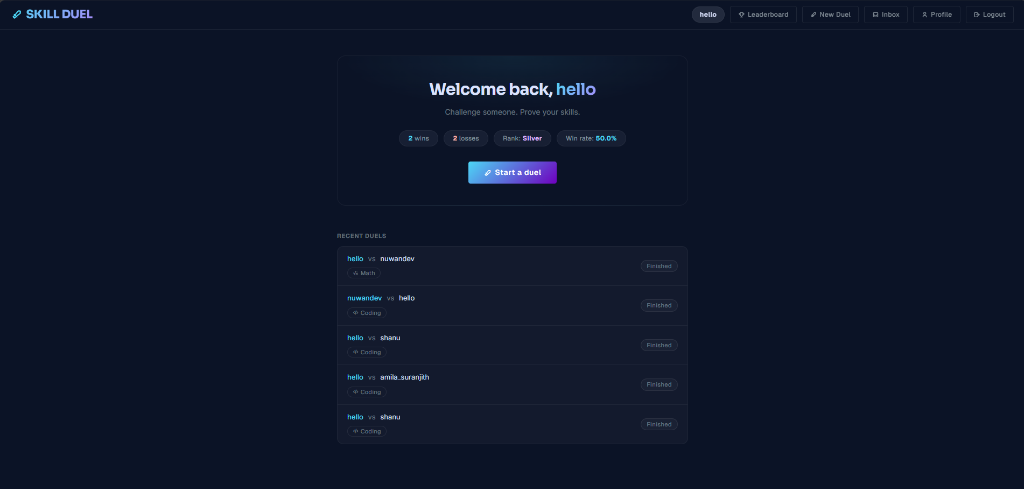 SKILL DUEL
hello
Leaderboard
New Duel
Inbox
Profile
Logout
Welcome back, hello
Challenge someone. Prove your skills.
2 wins
2 losses
Rank: Silver
Win rate: 50.0%
Start a duel
RECENT DUELS
hello vs nuwandev
Math
Finished
nuwandev vs hello
Coding
Finished
hello vs shanu
Coding
Finished
hello vs amila_suranjith
Coding
Finished
hello vs shanu
Coding
Finished